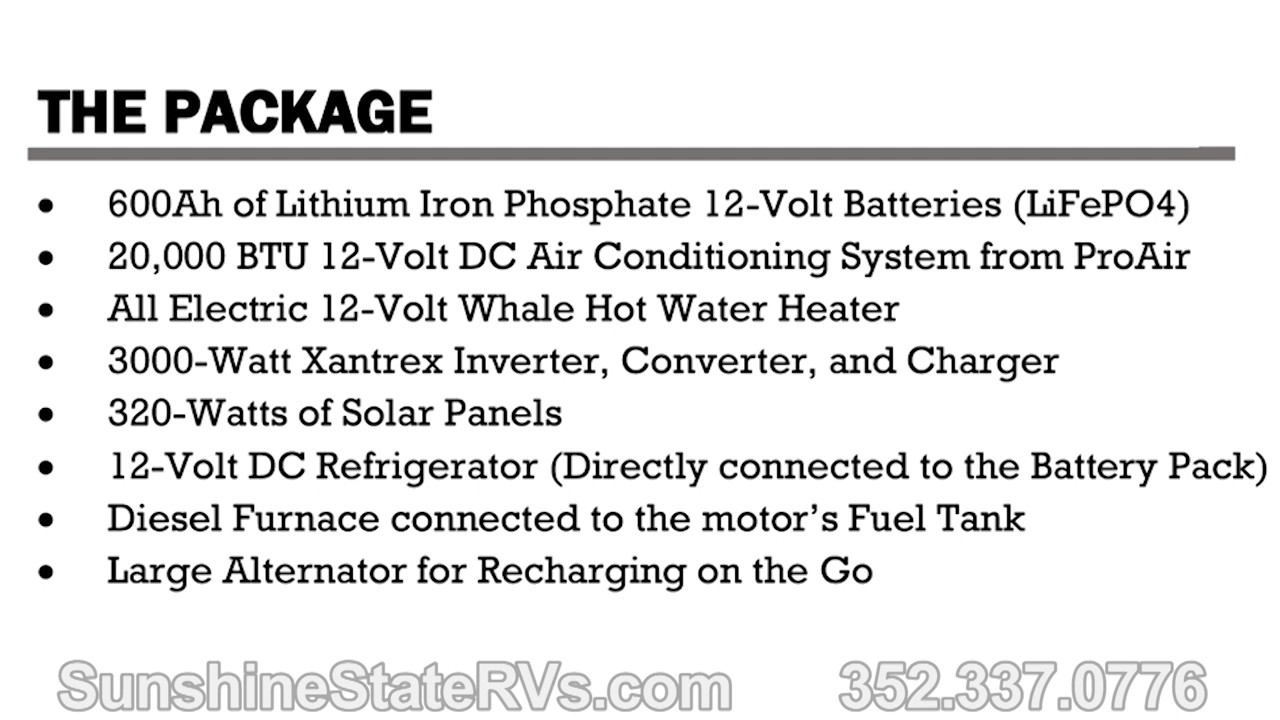 THE PACKAGE
• 600Ah of Lithium Iron Phosphate 12-Volt Batteries (LiFePO4)
• 20,000 BTU 12-Volt DC Air Conditioning System from ProAir
• All Electric 12-Volt Whale Hot Water Heater
• 3000-Watt Xantrex Inverter, Converter, and Charger
• 320-Watts of Solar Panels
• 12-Volt DC Refrigerator (Directly connected to the Battery Pack)
• Diesel Furnace connected to the motor’s Fuel Tank
• Large Alternator for Recharging on the Go
SunshineStateRVs.com 352.337.0776